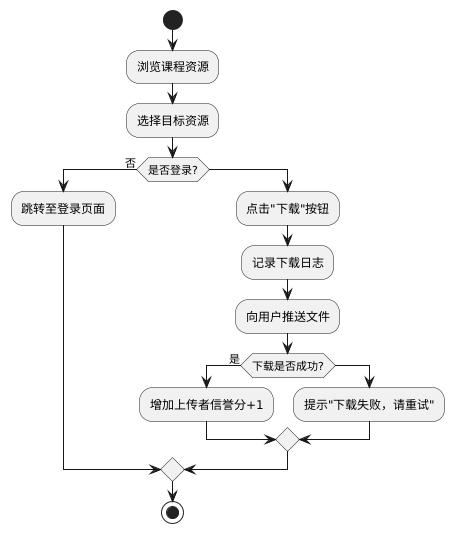 浏览课程资源
选择目标资源
否
是否登录?
跳转至登录页面
点击"下载"按钮
记录下载日志
向用户推送文件
是
下载是否成功?
增加上传者信誉分+1
提示"下载失败，请重试"